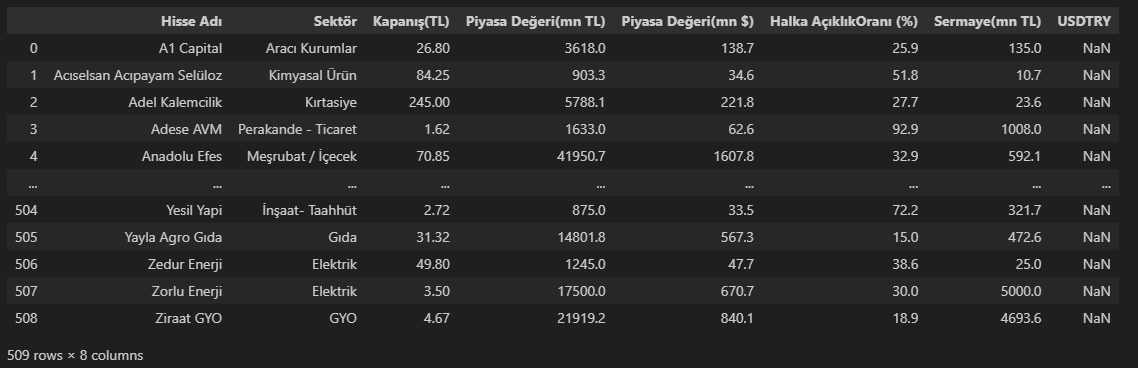 Hisse Adı Sektör Kapanış(TL) Piyasa Değeri(mn TL) Piyasa Değeri(mn $) Halka AçıklıkOranı (%) Sermaye(mn TL) USDTRY
0 A1 Capital Aracı Kurumlar 26.80 3618.0 138.7 25.9 135.0 NaN
1 Acıselsan Acıpayam Selüloz Kimyasal Ürün 84.25 903.3 34.6 51.8 10.7 NaN
2 Adel Kalemcilik Kırtasiye 245.00 5788.1 221.8 27.7 23.6 NaN
3 Adese AVM Perakande - Ticaret 1.62 1633.0 62.6 92.9 1008.0 NaN
4 Anadolu Efes Meşrubat / İçecek 70.85 41950.7 1607.8 32.9 592.1 NaN
... ... ... ... ... ... ... ... ...
504 Yesil Yapi İnşaat- Taahhüt 2.72 875.0 33.5 72.2 321.7 NaN
505 Yayla Agro Gıda Gıda 31.32 14801.8 567.3 15.0 472.6 NaN
506 Zedur Enerji Elektrik 49.80 1245.0 47.7 38.6 25.0 NaN
507 Zorlu Enerji Elektrik 3.50 17500.0 670.7 30.0 5000.0 NaN
508 Ziraat GYO GYO 4.67 21919.2 840.1 18.9 4693.6 NaN
509 rows × 8 columns